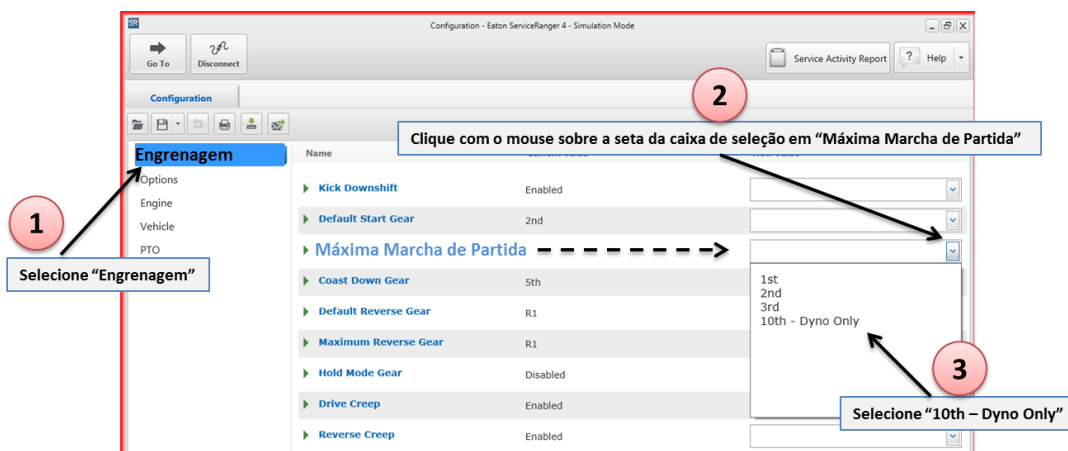 SR
Configuration - Eaton ServiceRanger 4 - Simulation Mode
Go To
Disconnect
Service Activity Report
? Help
Configuration
2
Clique com o mouse sobre a seta da caixa de seleção em “Máxima Marcha de Partida”
Engrenagem
Name
Options
Engine
Vehicle
PTO
1
Selecione “Engrenagem”
Kick Downshift Enabled
Default Start Gear 2nd
Máxima Marcha de Partida
Coast Down Gear 5th
Default Reverse Gear R1
Maximum Reverse Gear R1
Hold Mode Gear Disabled
Drive Creep Enabled
Reverse Creep Enabled
1st
2nd
3rd
10th - Dyno Only
3
Selecione “10th – Dyno Only”